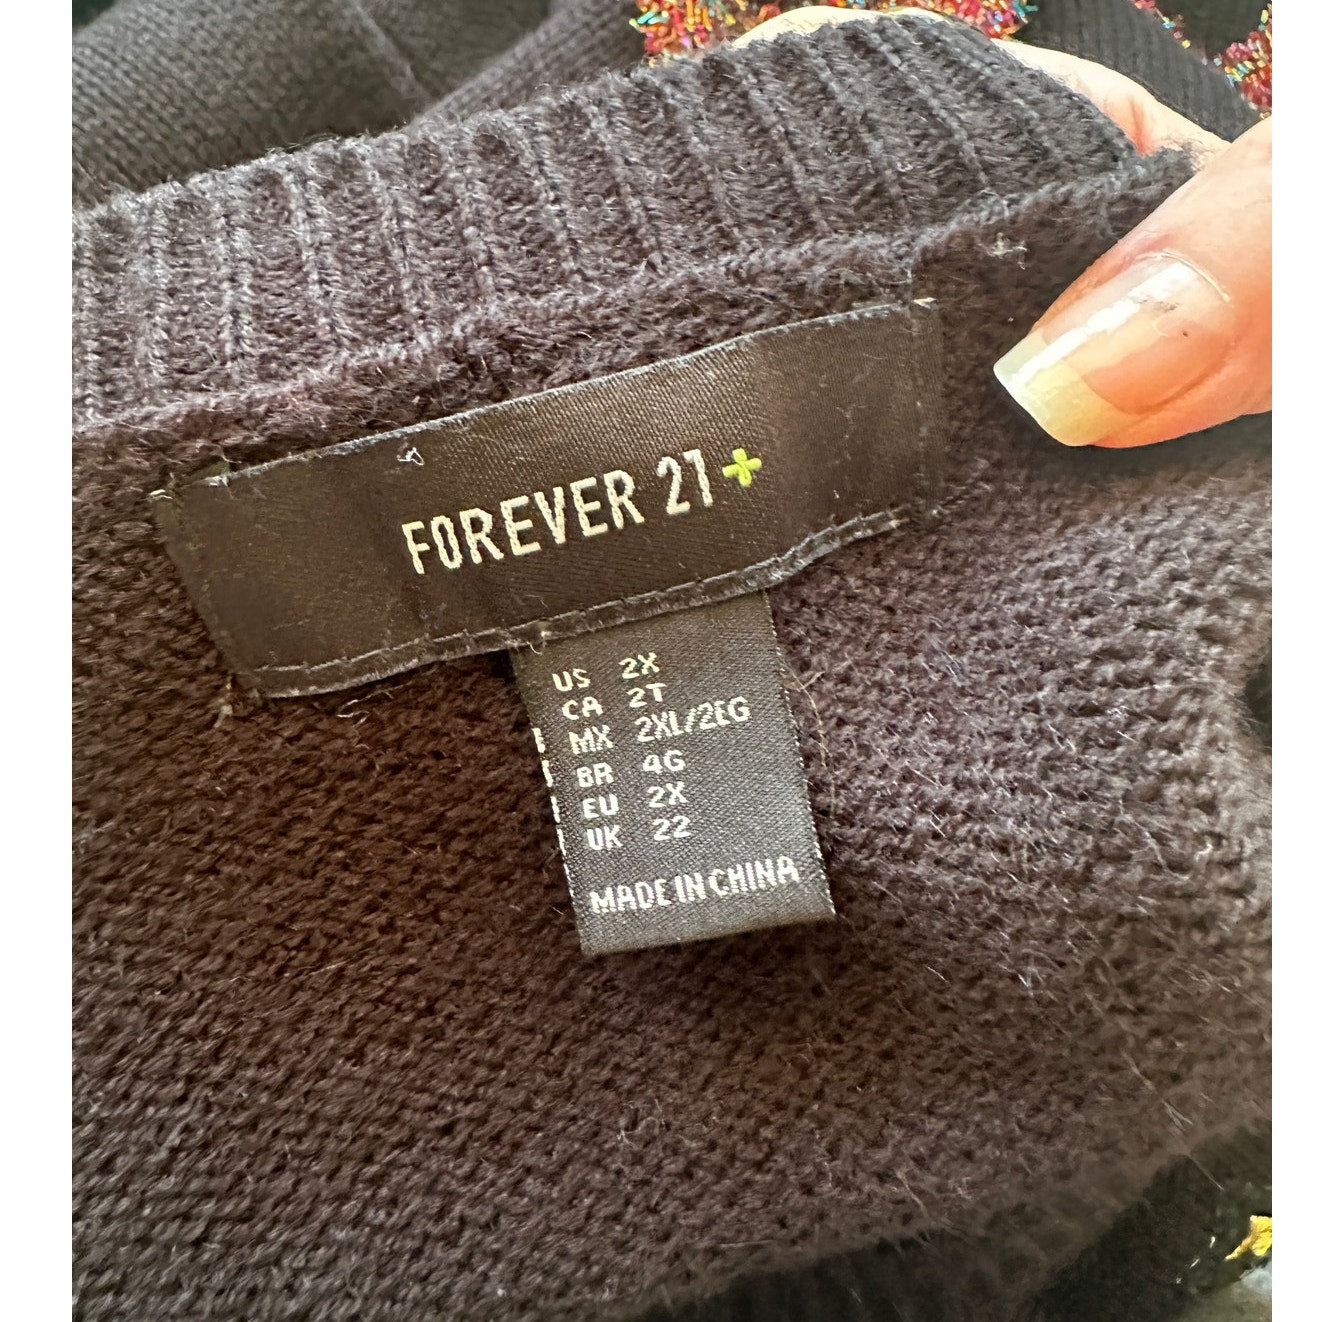 FOREVER 21+
US 2X
CA 2T
MX 2XL/2EG
BR 4G
EU 2X
UK 22
MADE IN CHINA